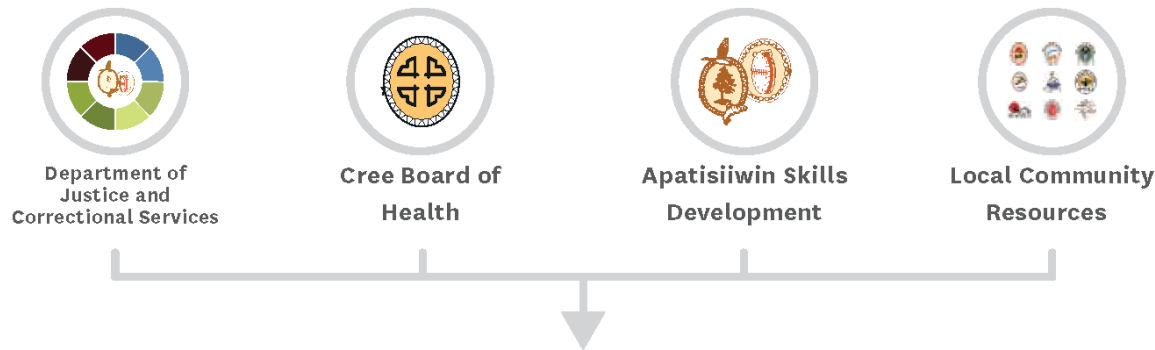 Department of
Justice and
Correctional Services
Cree Board of
Health
Apatisiiwin Skills
Development
Local Community
Resources